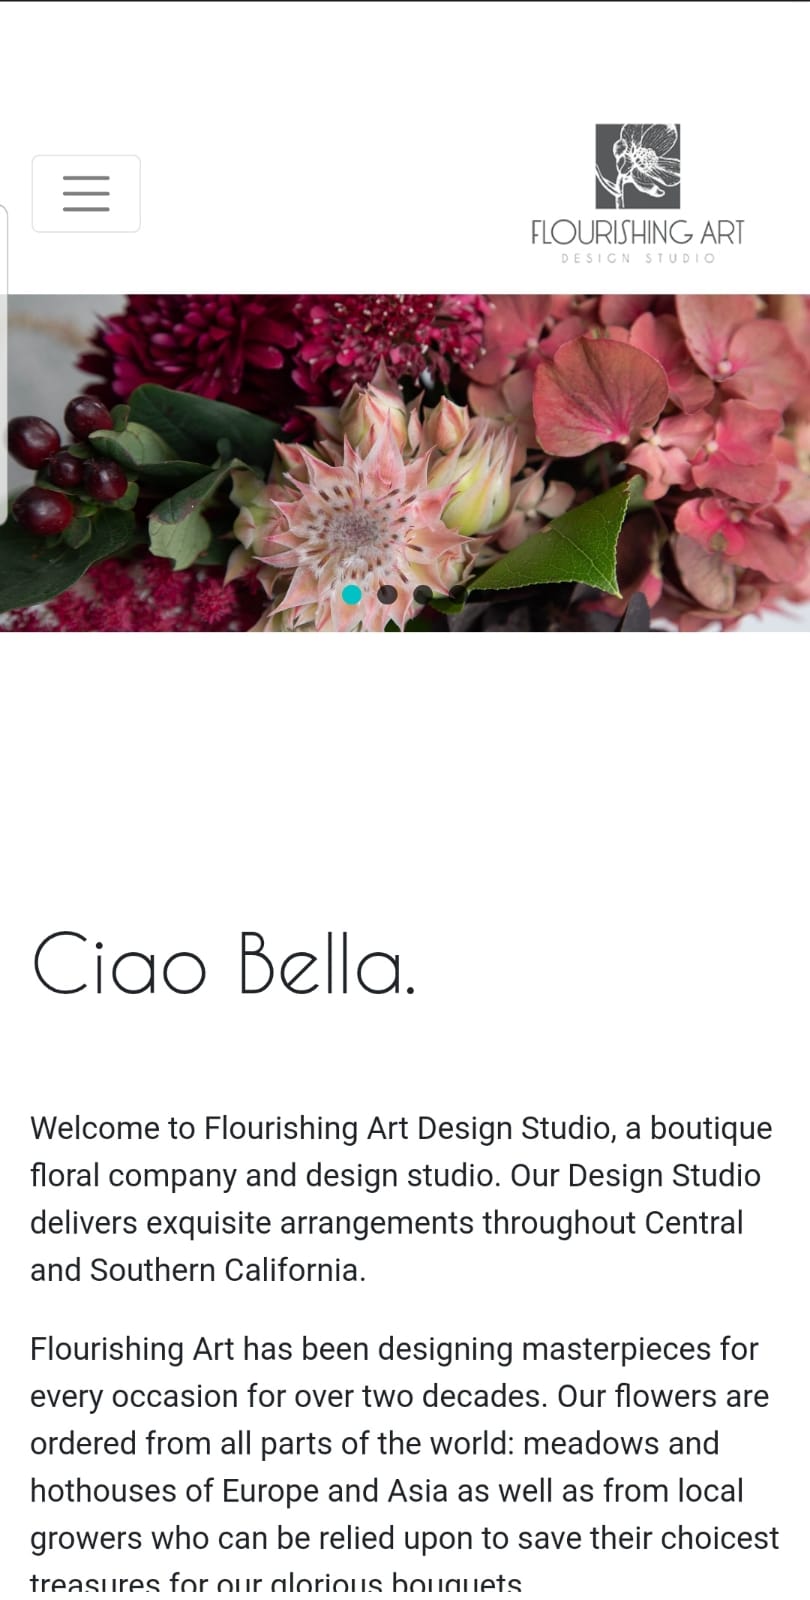 FLOURISHING ART
DESIGN STUDIO
Ciao Bella.
Welcome to Flourishing Art Design Studio, a boutique
floral company and design studio. Our Design Studio
delivers exquisite arrangements throughout Central
and Southern California.
Flourishing Art has been designing masterpieces for
every occasion for over two decades. Our flowers are
ordered from all parts of the world: meadows and
hothouses of Europe and Asia as well as from local
growers who can be relied upon to save their choicest
treasures for our glorious bouquets.